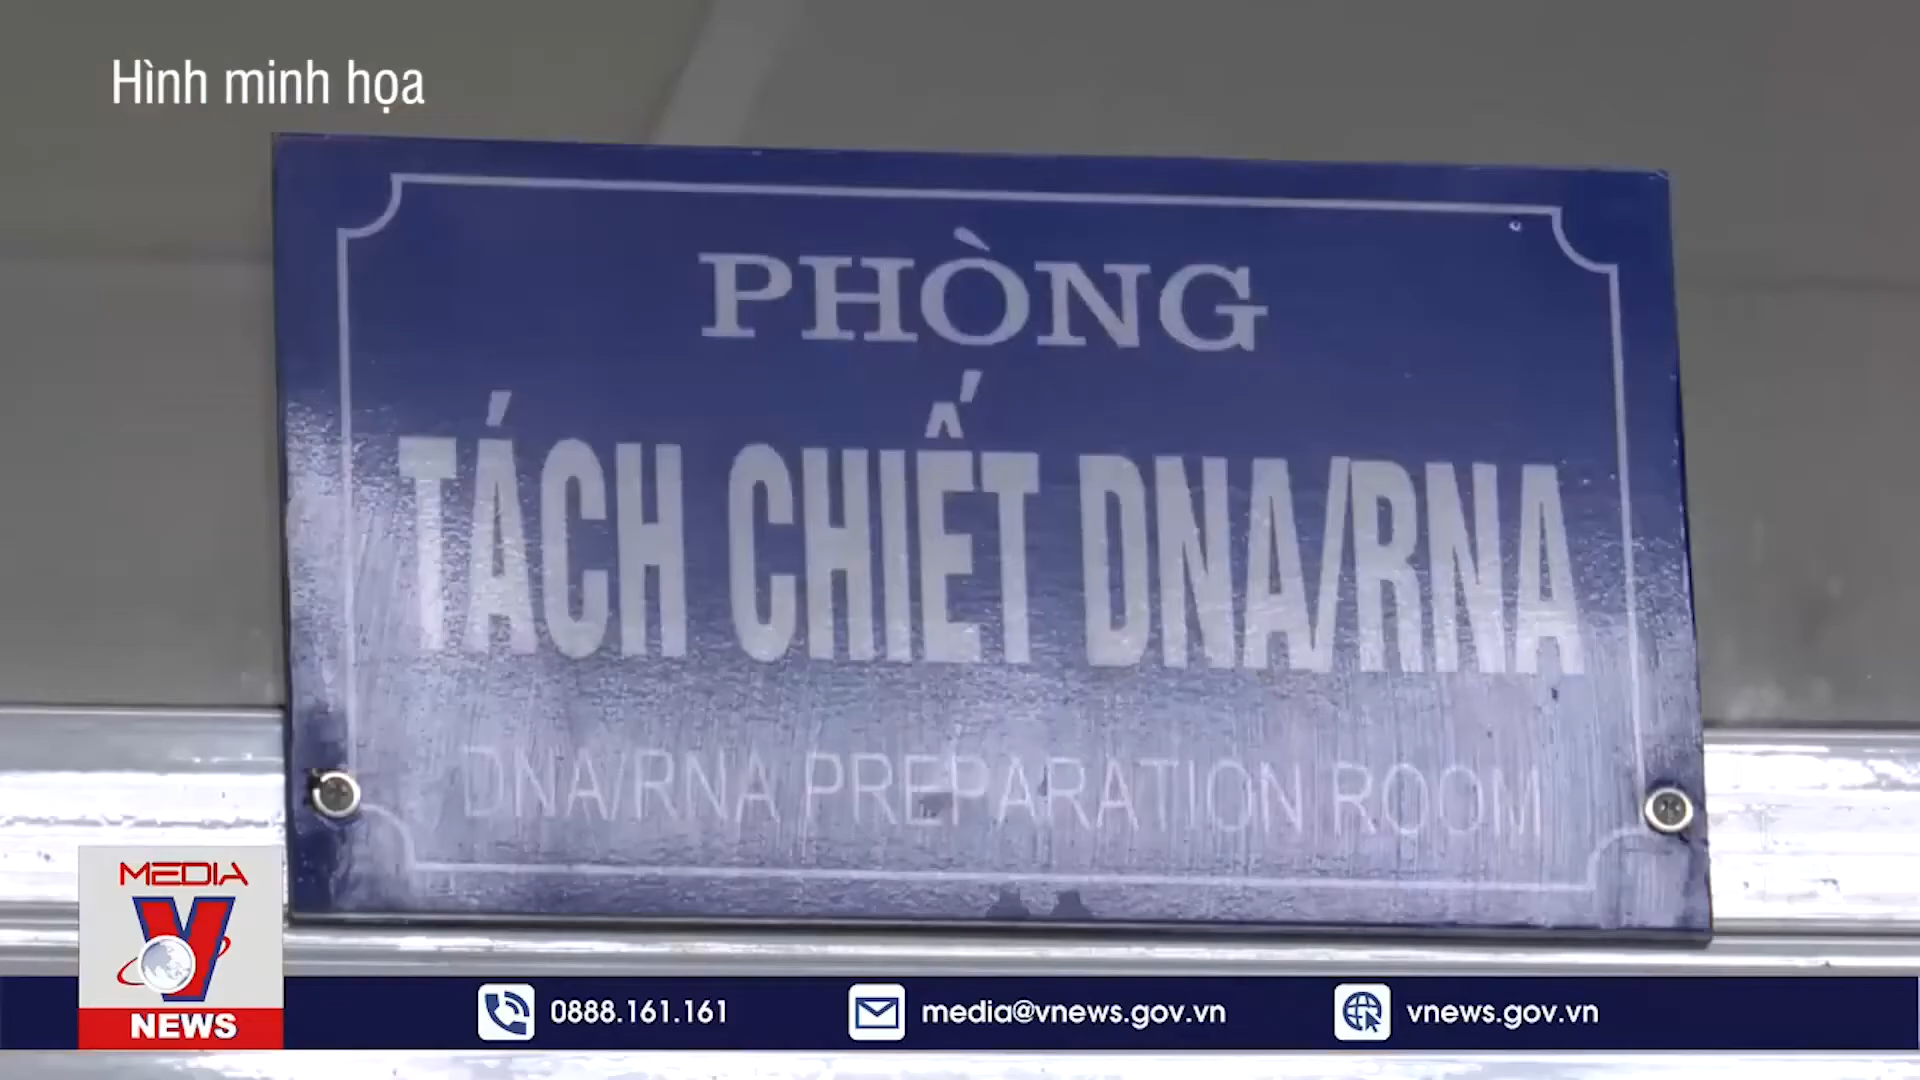 Hình minh họa
PHÒNG
TÁCH CHIẾT DNA/RNA
DNA/RNA PREPARATION ROOM
MEDIA
V
NEWS
0888.161.161
media@vnews.gov.vn
vnews.gov.vn